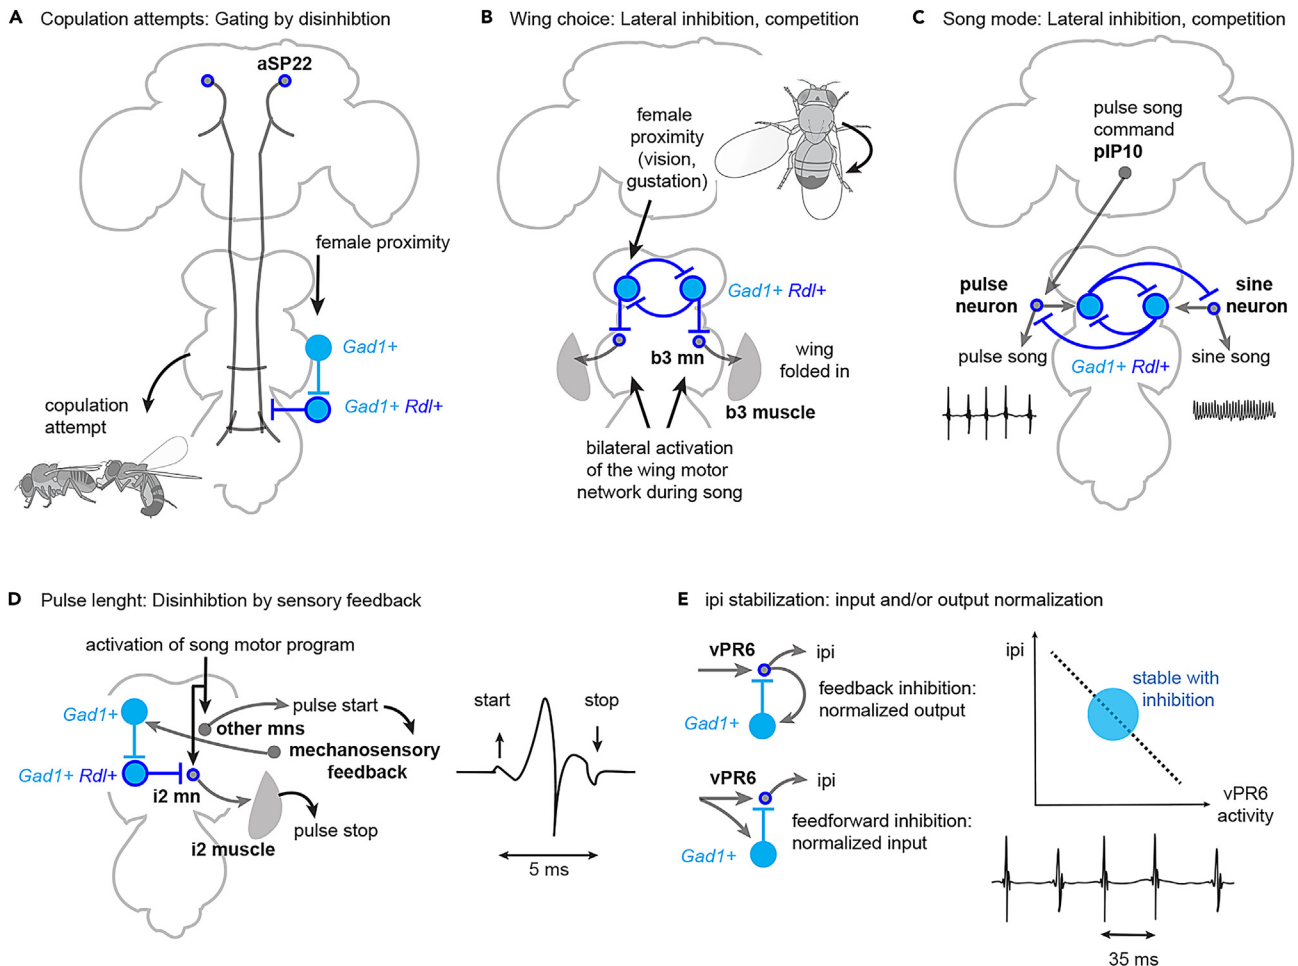 A Copulation attempts: Gating by disinhibtion
aSP22
female proximity
Gad1+
Gad1+ Rdl+
copulation
attempt
B Wing choice: Lateral inhibition, competition
female
proximity
(vision,
gustation)
Gad1+ Rdl+
b3 mn
wing
folded in
b3 muscle
bilateral activation
of the wing motor
network during song
C Song mode: Lateral inhibition, competition
pulse song
command
pIP10
pulse
neuron
sine
neuron
pulse song
sine song
Gad1+ Rdl+
D Pulse lenght: Disinhibtion by sensory feedback
activation of song motor program
Gad1+
pulse start
other mns
mechanosensory
feedback
Gad1+ Rdl+
i2 mn
pulse stop
i2 muscle
start
stop
5 ms
E ipi stabilization: input and/or output normalization
vPR6
ipi
feedback inhibition:
normalized output
Gad1+
vPR6
ipi
feedforward inhibition:
normalized input
Gad1+
ipi
stable with
inhibition
vPR6
activity
35 ms